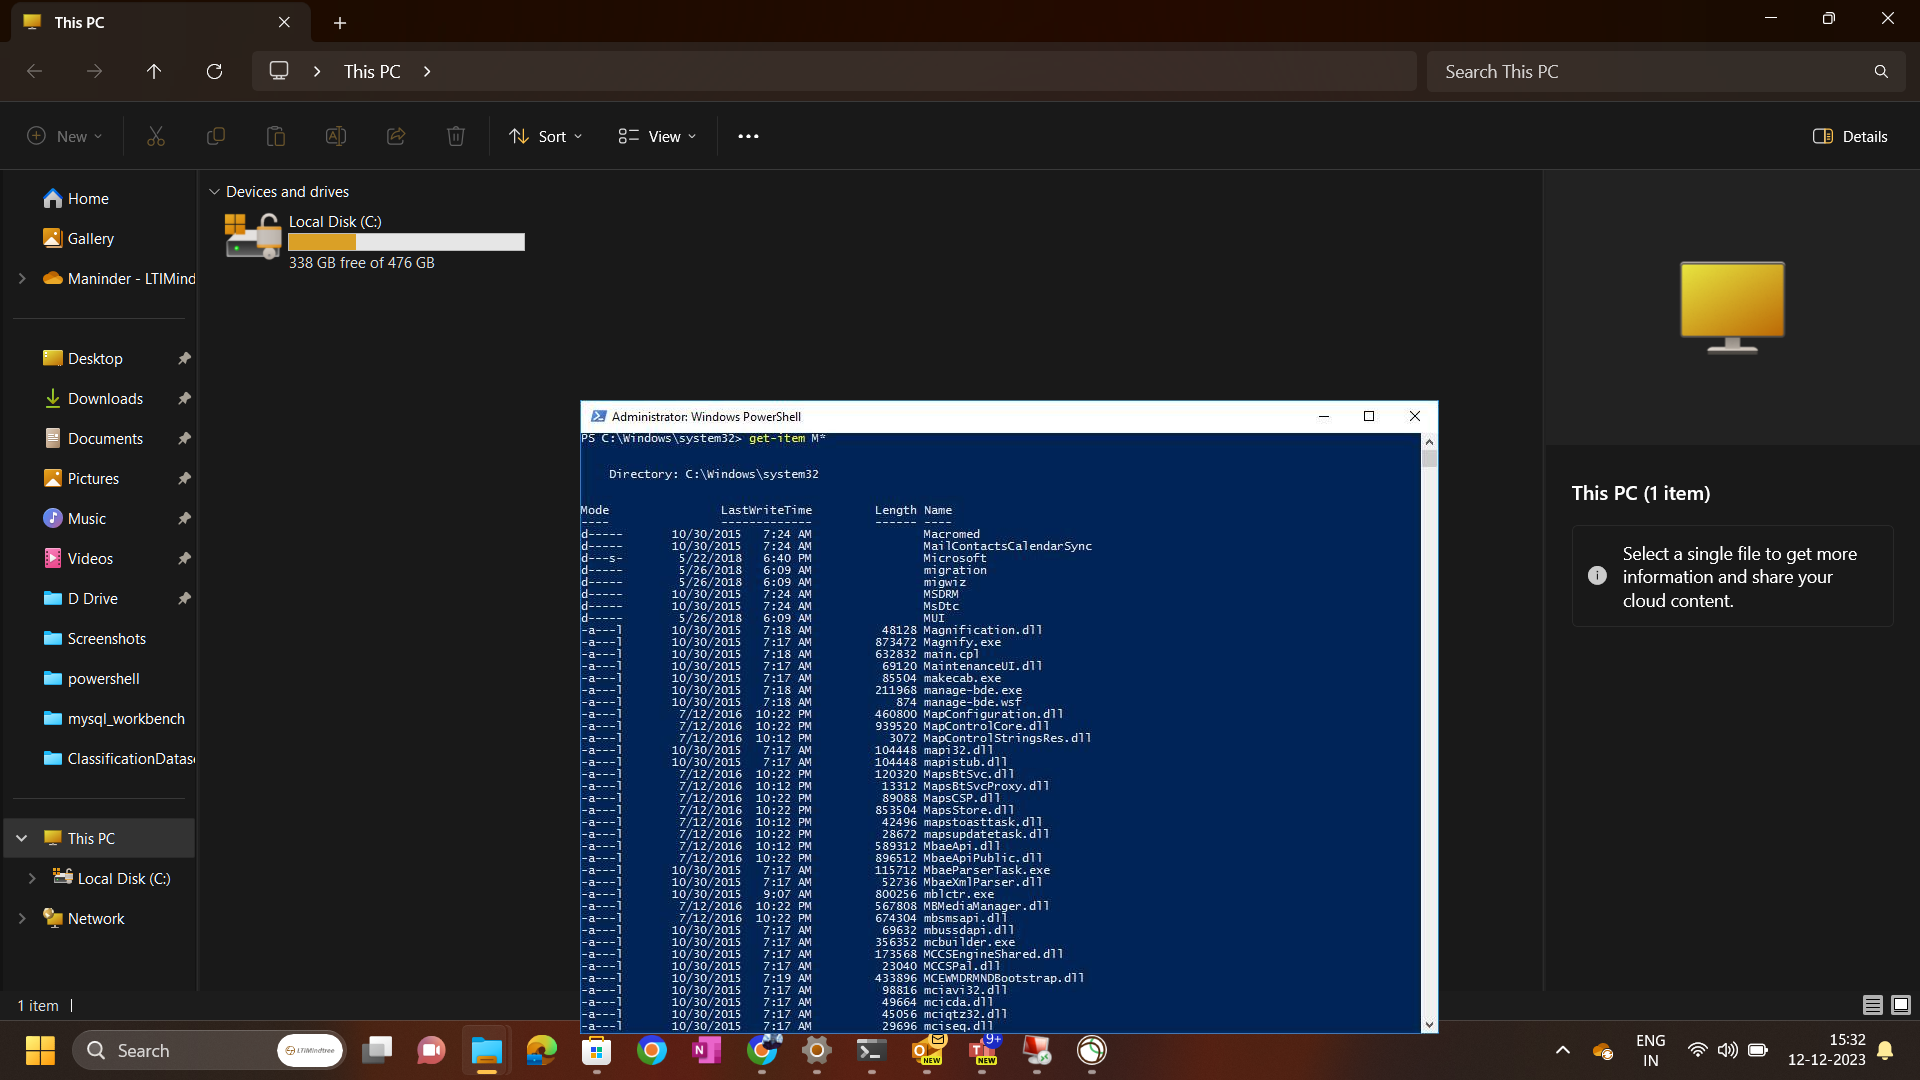 This PC
This PC
Search This PC
New
Sort
View
Details
Home
Gallery
Maninder - LTIMind
Desktop
Downloads
Documents
Pictures
Music
Videos
D Drive
Screenshots
powershell
mysql_workbench
ClassificationDatas
This PC
Local Disk (C:)
Network
1 item
Devices and drives
Local Disk (C:)
338 GB free of 476 GB
This PC (1 item)
Select a single file to get more
information and share your
cloud content.
Administrator: Windows PowerShell
PS C:\Windows\system32> get-item M*
Directory: C:\Windows\system32
Mode LastWriteTime Length Name
---- ------------- ------ ----
d----- 10/30/2015 7:24 AM Macromed
d----- 10/30/2015 7:24 AM MailContactsCalendarSync
d---s- 5/22/2018 6:40 PM Microsoft
d----- 5/26/2018 6:09 AM migration
d----- 5/26/2018 6:09 AM migwiz
d----- 10/30/2015 7:24 AM MSDRM
d----- 10/30/2015 7:24 AM MsDtc
d----- 5/26/2018 6:09 AM MUI
-a---l 10/30/2015 7:18 AM 48128 Magnification.dll
-a---l 10/30/2015 7:17 AM 873472 Magnify.exe
-a---l 10/30/2015 7:18 AM 632832 main.cpl
-a---l 10/30/2015 7:17 AM 69120 MaintenanceUI.dll
-a---l 10/30/2015 7:17 AM 85504 makecab.exe
-a---l 10/30/2015 7:18 AM 211968 manage-bde.exe
-a---l 10/30/2015 7:18 AM 874 manage-bde.wsf
-a---l 7/12/2016 10:22 PM 460800 MapConfiguration.dll
-a---l 7/12/2016 10:22 PM 939520 MapControlCore.dll
-a---l 7/12/2016 10:12 PM 3072 MapControlStringsRes.dll
-a---l 10/30/2015 7:17 AM 104448 mapi32.dll
-a---l 10/30/2015 7:17 AM 104448 mapistub.dll
-a---l 7/12/2016 10:22 PM 120320 MapsBtSvc.dll
-a---l 7/12/2016 10:12 PM 13312 MapsBtSvcProxy.dll
-a---l 7/12/2016 10:22 PM 89088 MapsCSP.dll
-a---l 7/12/2016 10:22 PM 853504 MapsStore.dll
-a---l 7/12/2016 10:12 PM 42496 mapstoasttask.dll
-a---l 7/12/2016 10:22 PM 28672 mapsupdatetask.dll
-a---l 7/12/2016 10:12 PM 589312 MbaeApi.dll
-a---l 7/12/2016 10:22 PM 896512 MbaeApiPublic.dll
-a---l 10/30/2015 7:17 AM 115712 MbaeParserTask.exe
-a---l 10/30/2015 7:17 AM 52736 MbaeXmlParser.dll
-a---l 10/30/2015 9:07 AM 800256 mblctr.exe
-a---l 7/12/2016 10:22 PM 567808 MBMediaManager.dll
-a---l 7/12/2016 10:22 PM 674304 mbsmsapi.dll
-a---l 10/30/2015 7:17 AM 69632 mbussdapi.dll
-a---l 10/30/2015 7:17 AM 356352 mcbuilder.exe
-a---l 10/30/2015 7:17 AM 173568 MCCSEngineShared.dll
-a---l 10/30/2015 7:17 AM 23040 MCCSPal.dll
-a---l 10/30/2015 7:19 AM 433896 MCEWMDRMNDBootstrap.dll
-a---l 10/30/2015 7:17 AM 98816 mciavi32.dll
-a---l 10/30/2015 7:17 AM 49664 mcicda.dll
-a---l 10/30/2015 7:17 AM 45056 mciqtz32.dll
-a---l 10/30/2015 7:17 AM 29696 mciseq.dll
Search
LTIMindtree
N
NEW
9+
NEW
ENG
IN
15:32
12-12-2023